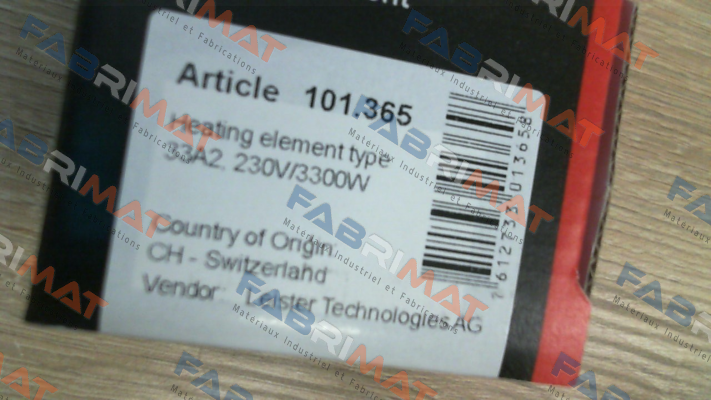 Article 101.365
Heating element type
33A2, 230V/3300W
Country of Origin
CH - Switzerland
Vendor: Leister Technologies AG
FABRIMAT
Matériaux Industriel et Fabrications